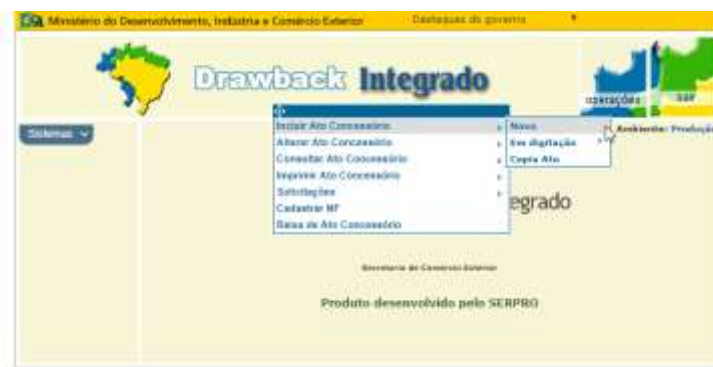 Ministério do Desenvolvimento, Indústria e Comércio Exterior
Destaques do governo
Drawback Integrado
operações
Sistemas
Incluir Ato Concessório
Novo
Ambiente: Produção
Alterar Ato Concessório
Em digitação
Consultar Ato Concessório
Copia Ato
Imprimir Ato Concessório
Solicitações
egrado
Cadastrar NF
Baixa de Ato Concessório
Secretaria de Comércio Exterior
Produto desenvolvido pelo SERPRO